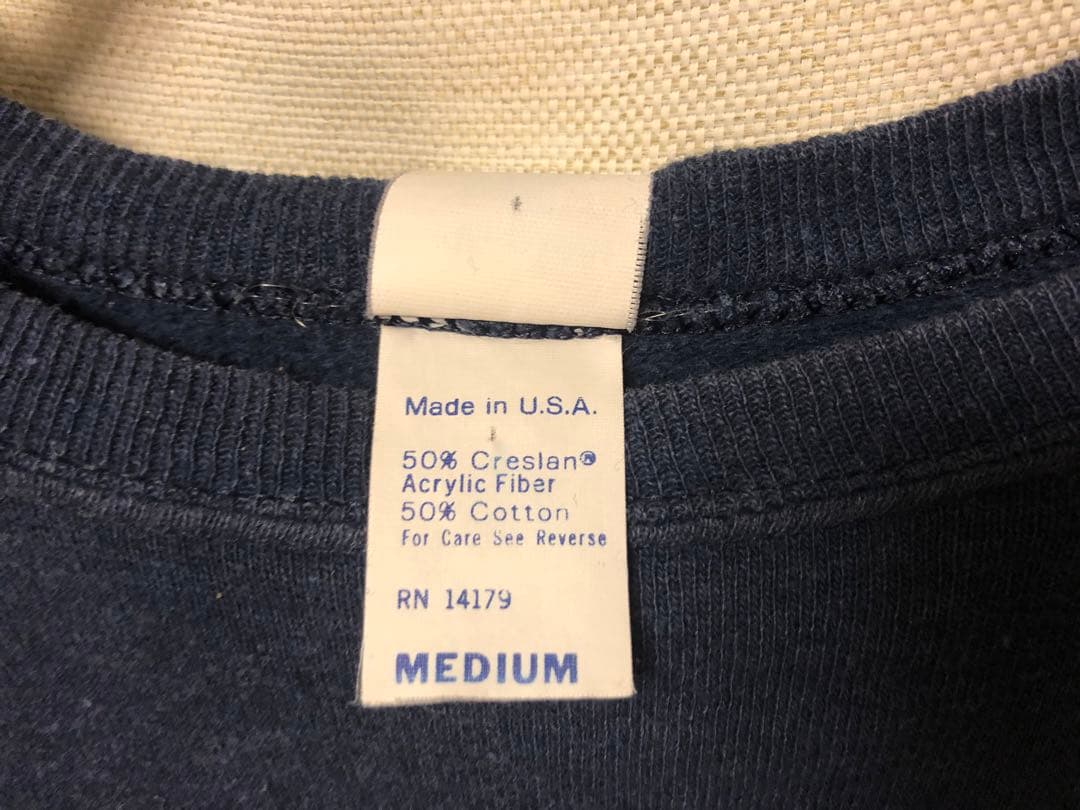 Made in U.S.A.
50% Creslan®
Acrylic Fiber
50% Cotton
For Care See Reverse
RN 14179
MEDIUM